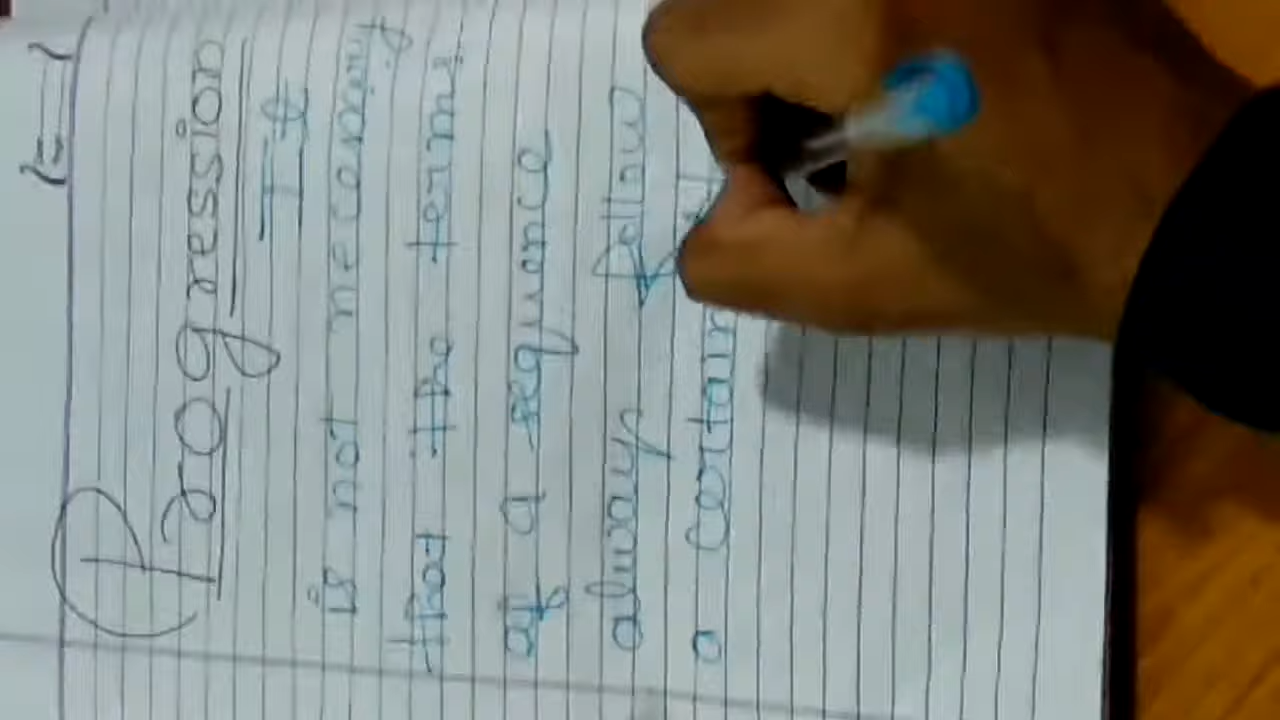 Progression
It
is not necessary
that the terms
of a sequence
always follow
a certain